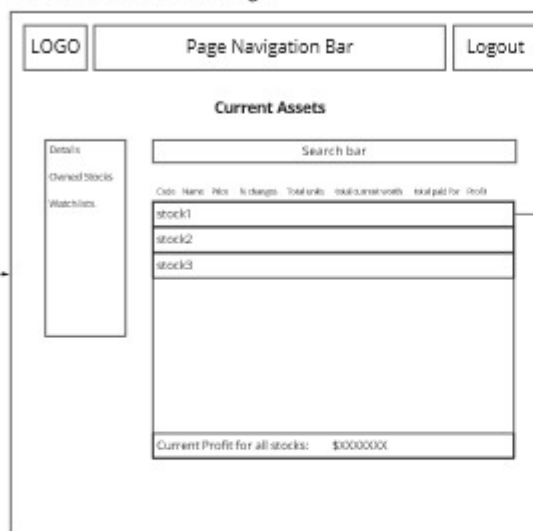 LOGO Page Navigation Bar Logout
Current Assets
Details
Owned Stocks
Watchlists
Search bar
Code Name Price % changes Total units total current worth total paid for Profit
stock1
stock2
stock3
Current Profit for all stocks: $XXXXXXX